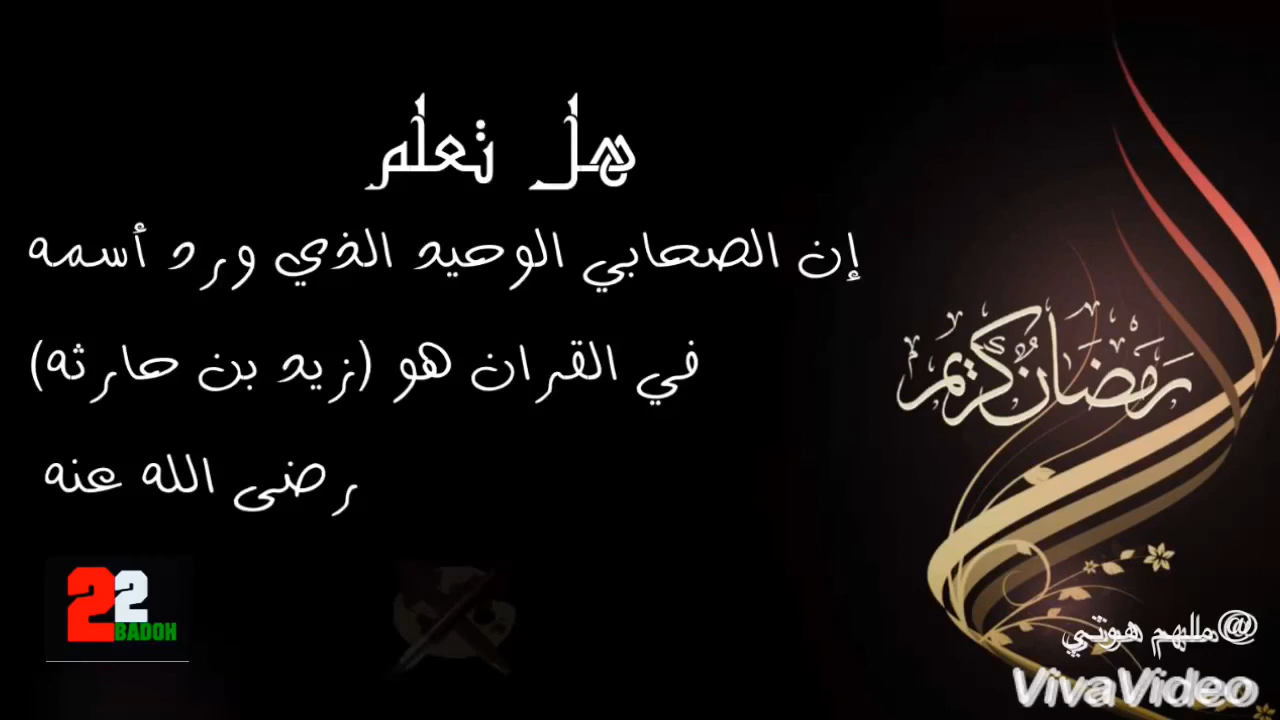 هل تعلم
إن الصحابي الوحيد الذي ورد أسمه
في القران هو (زيد بن حارثه)
رضى الله عنه
رمضان كريم
22
BADOH
@ملهم هوتي
VivaVideo